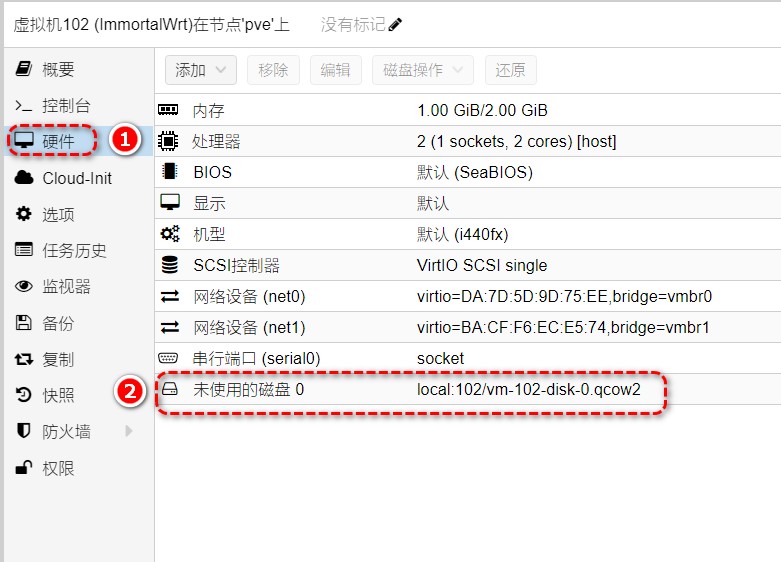 虚拟机102 (ImmortalWrt)在节点'pve'上 没有标记
概要
控制台
硬件
1
Cloud-Init
选项
任务历史
监视器
备份
复制
快照
防火墙
权限
添加 移除 编辑 磁盘操作 还原
内存 1.00 GiB/2.00 GiB
处理器 2 (1 sockets, 2 cores) [host]
BIOS 默认 (SeaBIOS)
显示 默认
机型 默认 (i440fx)
SCSI控制器 VirtIO SCSI single
网络设备 (net0) virtio=DA:7D:5D:9D:75:EE,bridge=vmbr0
网络设备 (net1) virtio=BA:CF:F6:EC:E5:74,bridge=vmbr1
串行端口 (serial0) socket
2
未使用的磁盘 0 local:102/vm-102-disk-0.qcow2